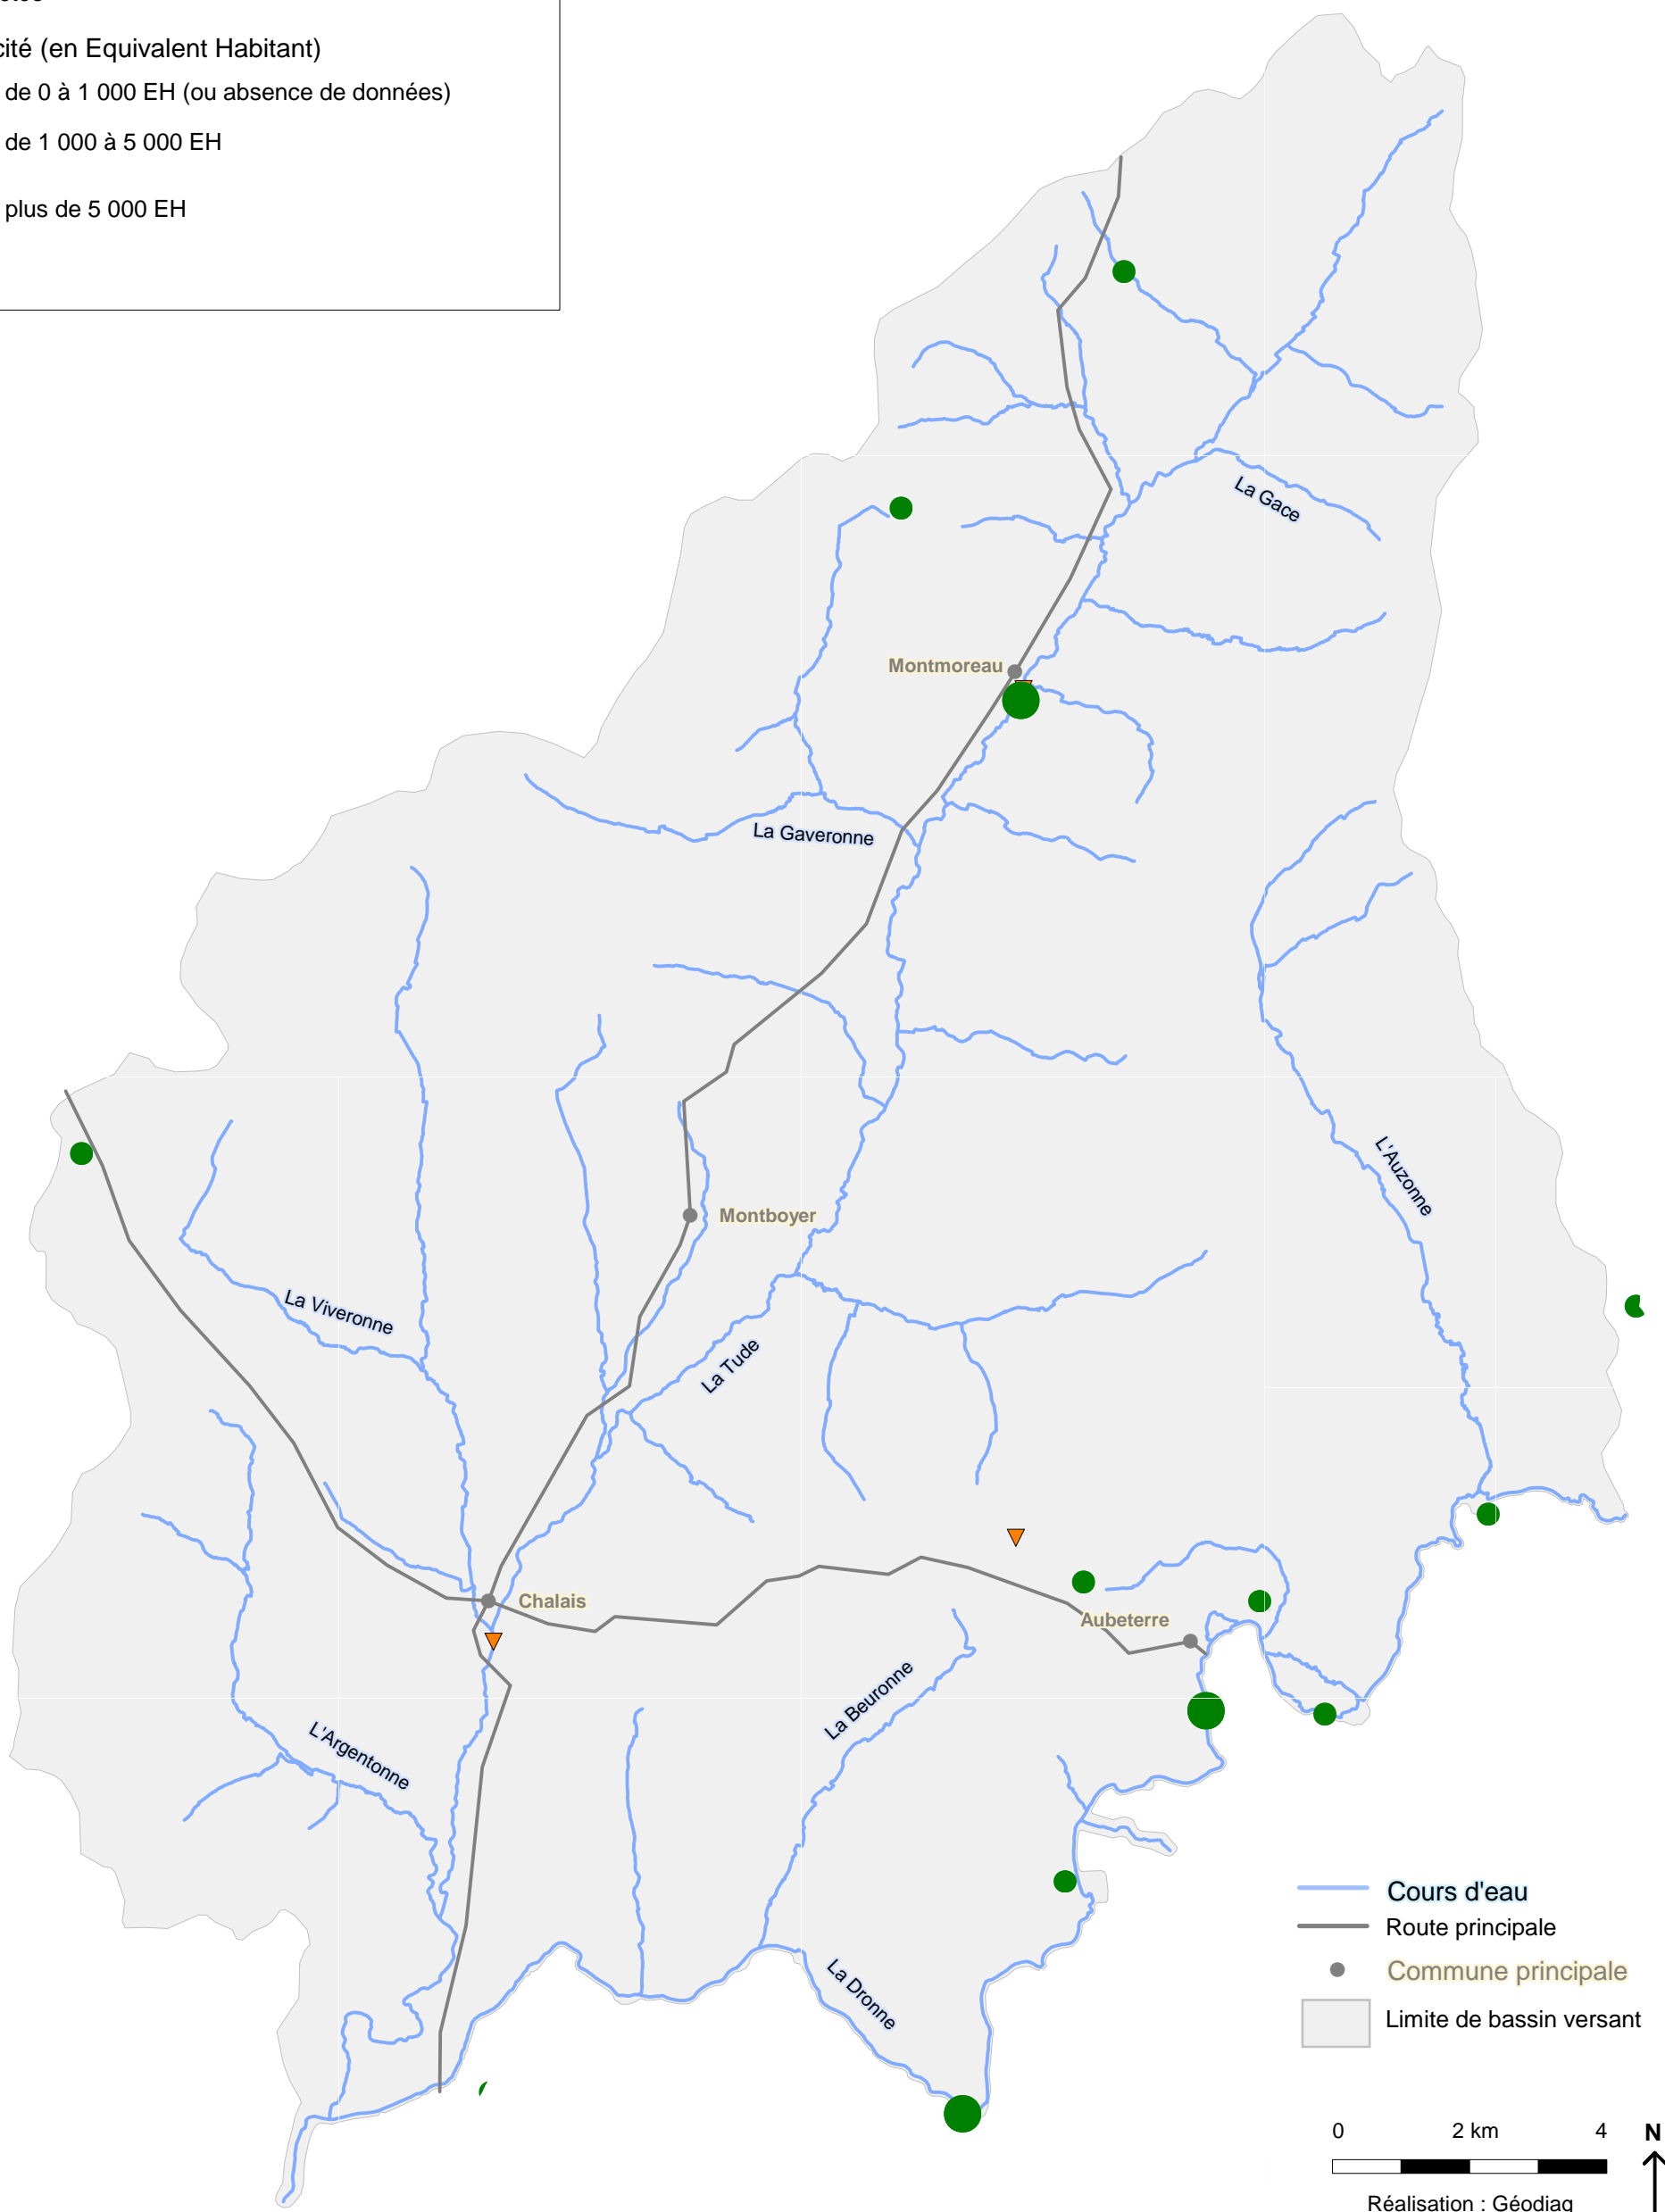 cité (en Equivalent Habitant)
de 0 à 1 000 EH (ou absence de données)
de 1 000 à 5 000 EH
plus de 5 000 EH
La Gace
Montmoreau
La Gaveronne
L'Auzonne
Montboyer
La Viveronne
La Tude
Chalais
Aubeterre
La Beuronne
L'Argentonne
La Dronne
Cours d'eau
Route principale
Commune principale
Limite de bassin versant
0 2 km 4 N
Réalisation : Géodiag